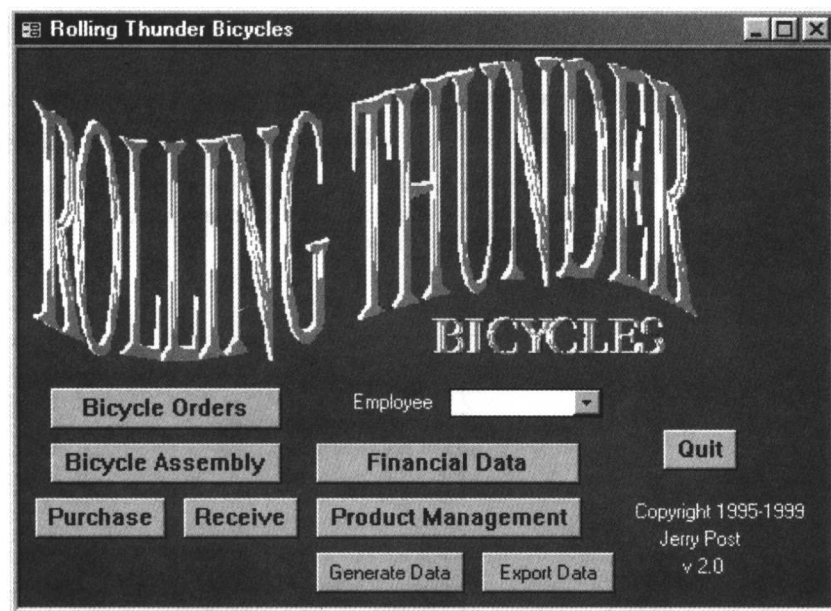 Rolling Thunder Bicycles
ROLLING THUNDER
BICYCLES
Bicycle Orders
Employee
Bicycle Assembly
Financial Data
Quit
Purchase
Receive
Product Management
Copyright 1995-1999
Jerry Post
v 2.0
Generate Data
Export Data